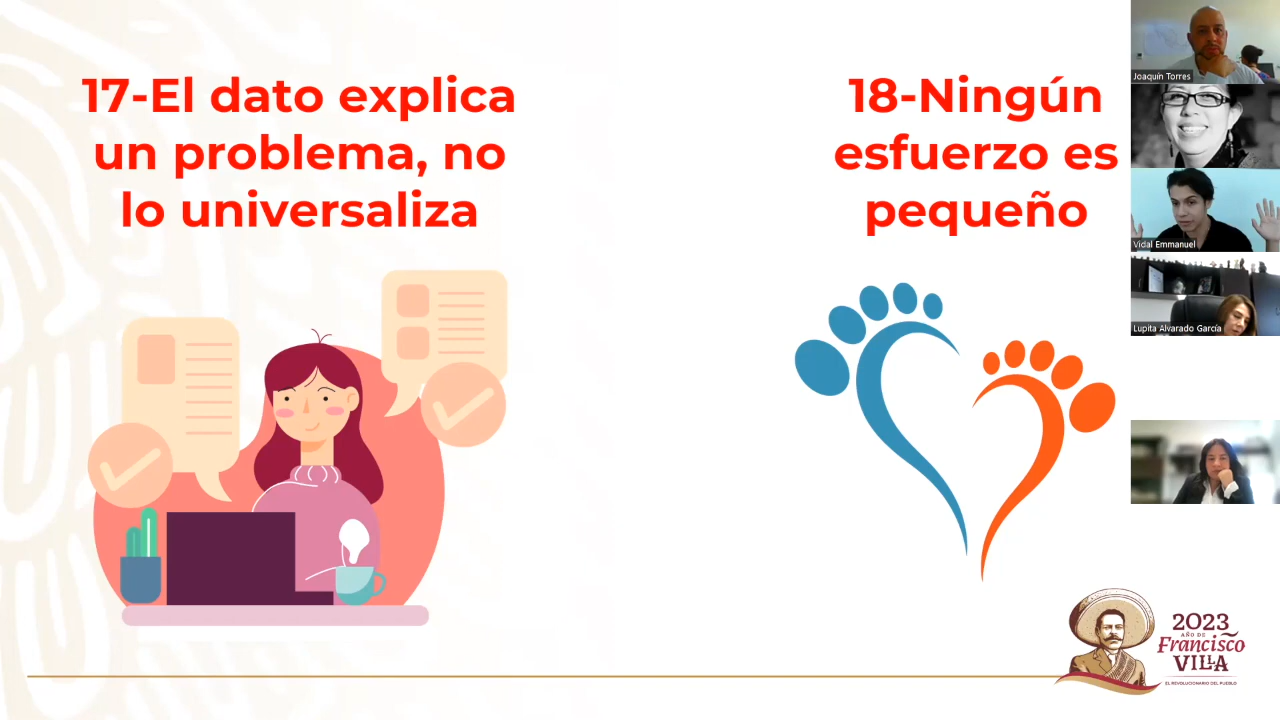 17-El dato explica
un problema, no
lo universaliza
18-Ningún
esfuerzo es
pequeño
Joaquín Torres
Vidal Emmanuel
Lupita Alvarado García
2023
AÑO DE
Francisco
VILLA
EL REVOLUCIONARIO DEL PUEBLO